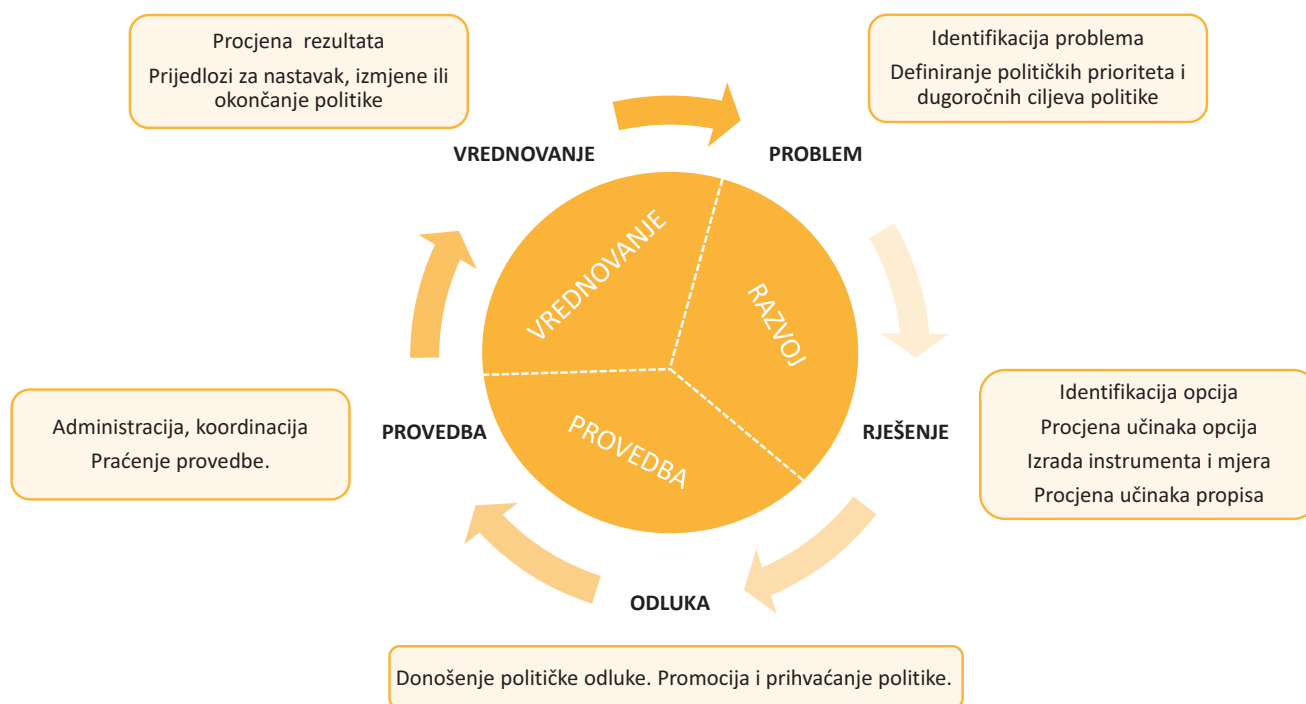 Procjena rezultata
Prijedlozi za nastavak, izmjene ili
okončanje politike
Identifikacija problema
Definiranje političkih prioriteta i
dugoročnih ciljeva politike
VREDNOVANJE
PROBLEM
VREDNOVANJE
RAZVOJ
PROVEDBA
Administracija, koordinacija
Praćenje provedbe.
PROVEDBA
RJEŠENJE
Identifikacija opcija
Procjena učinaka opcija
Izrada instrumenta i mjera
Procjena učinaka propisa
ODLUKA
Donošenje političke odluke. Promocija i prihvaćanje politike.